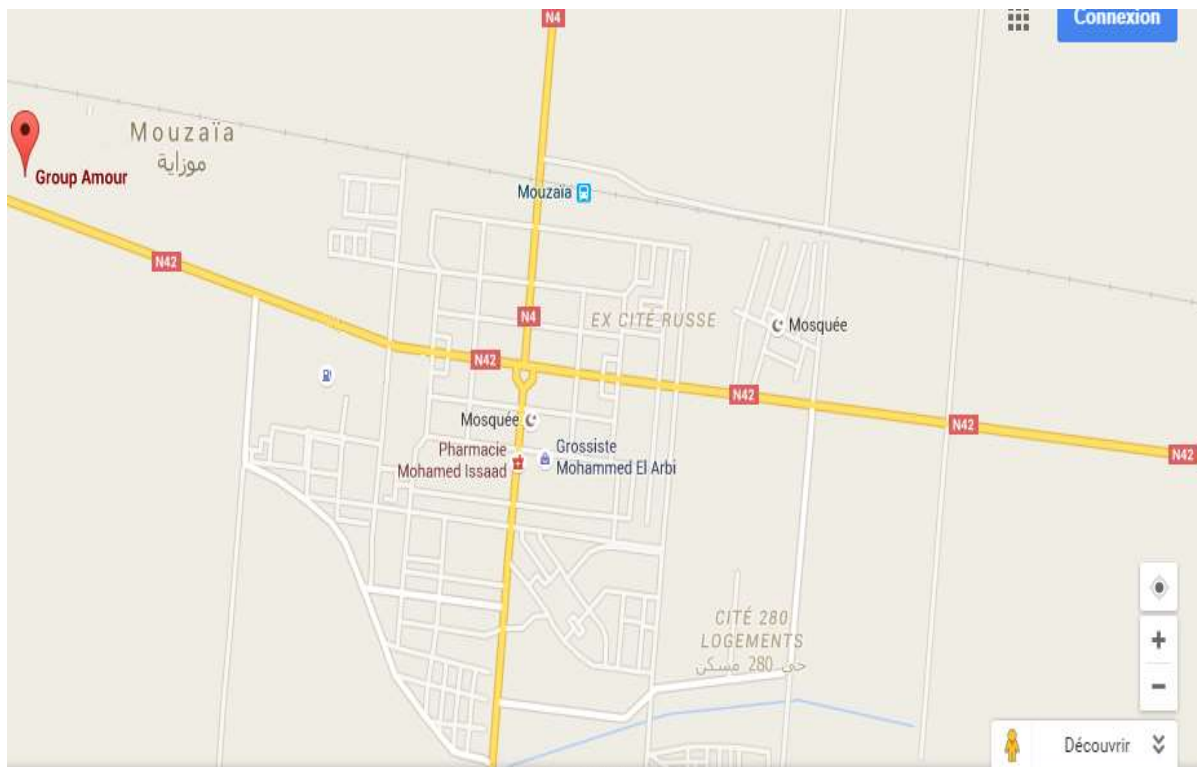 N4
Connexion
Mouzaïa
موزاية
Group Amour
Mouzaïa
N42
N4
EX CITÉ RUSSE
Mosquée
N42
N42
Mosquée
N42
Pharmacie
Mohamed Issaad
Grossiste
Mohammed El Arbi
N42
CITÉ 280
LOGEMENTS
حي 280 مسكن
Découvrir